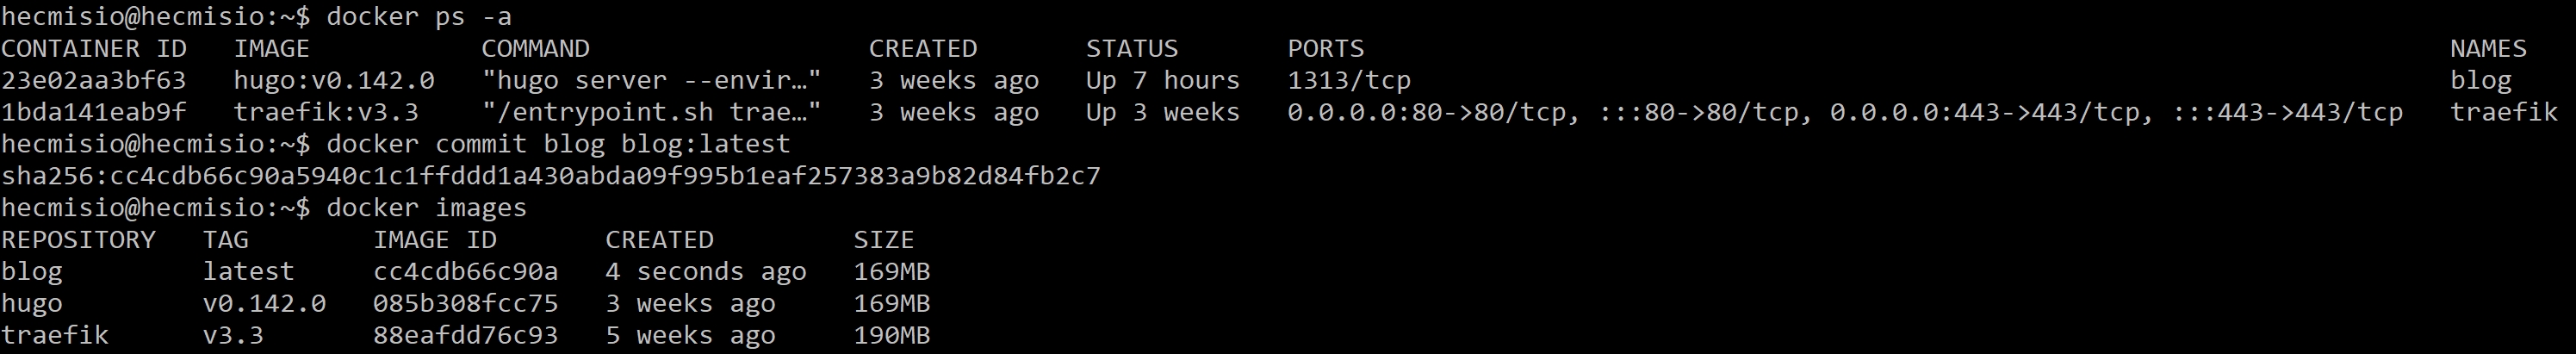 hecmisio@hecmisio:~$ docker ps -a
CONTAINER ID   IMAGE           COMMAND                  CREATED       STATUS       PORTS                                                                      NAMES
23e02aa3bf63   hugo:v0.142.0   "hugo server --envir…"   3 weeks ago   Up 7 hours   1313/tcp                                                                   blog
1bda141eab9f   traefik:v3.3    "/entrypoint.sh trae…"   3 weeks ago   Up 3 weeks   0.0.0.0:80->80/tcp, :::80->80/tcp, 0.0.0.0:443->443/tcp, :::443->443/tcp   traefik
hecmisio@hecmisio:~$ docker commit blog blog:latest
sha256:cc4cdb66c90a5940c1c1ffddd1a430abda09f995b1eaf257383a9b82d84fb2c7
hecmisio@hecmisio:~$ docker images
REPOSITORY   TAG        IMAGE ID       CREATED         SIZE
blog         latest     cc4cdb66c90a   4 seconds ago   169MB
hugo         v0.142.0   085b308fcc75   3 weeks ago     169MB
traefik      v3.3       88eafdd76c93   5 weeks ago     190MB